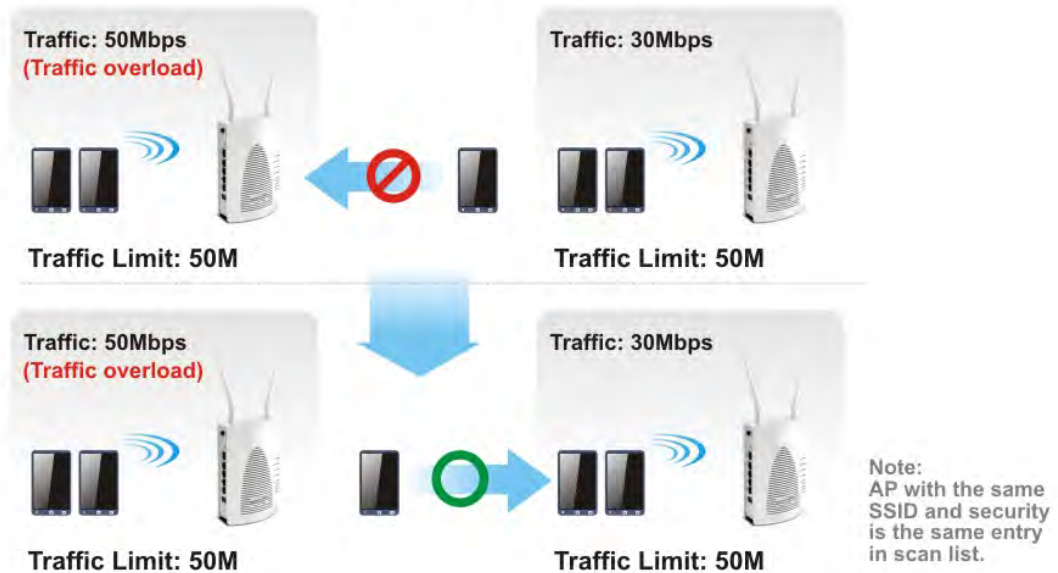 Traffic: 50Mbps
(Traffic overload)
Traffic: 30Mbps
Traffic Limit: 50M
Traffic Limit: 50M
Traffic: 50Mbps
(Traffic overload)
Traffic: 30Mbps
Traffic Limit: 50M
Traffic Limit: 50M
Note:
AP with the same
SSID and security
is the same entry
in scan list.